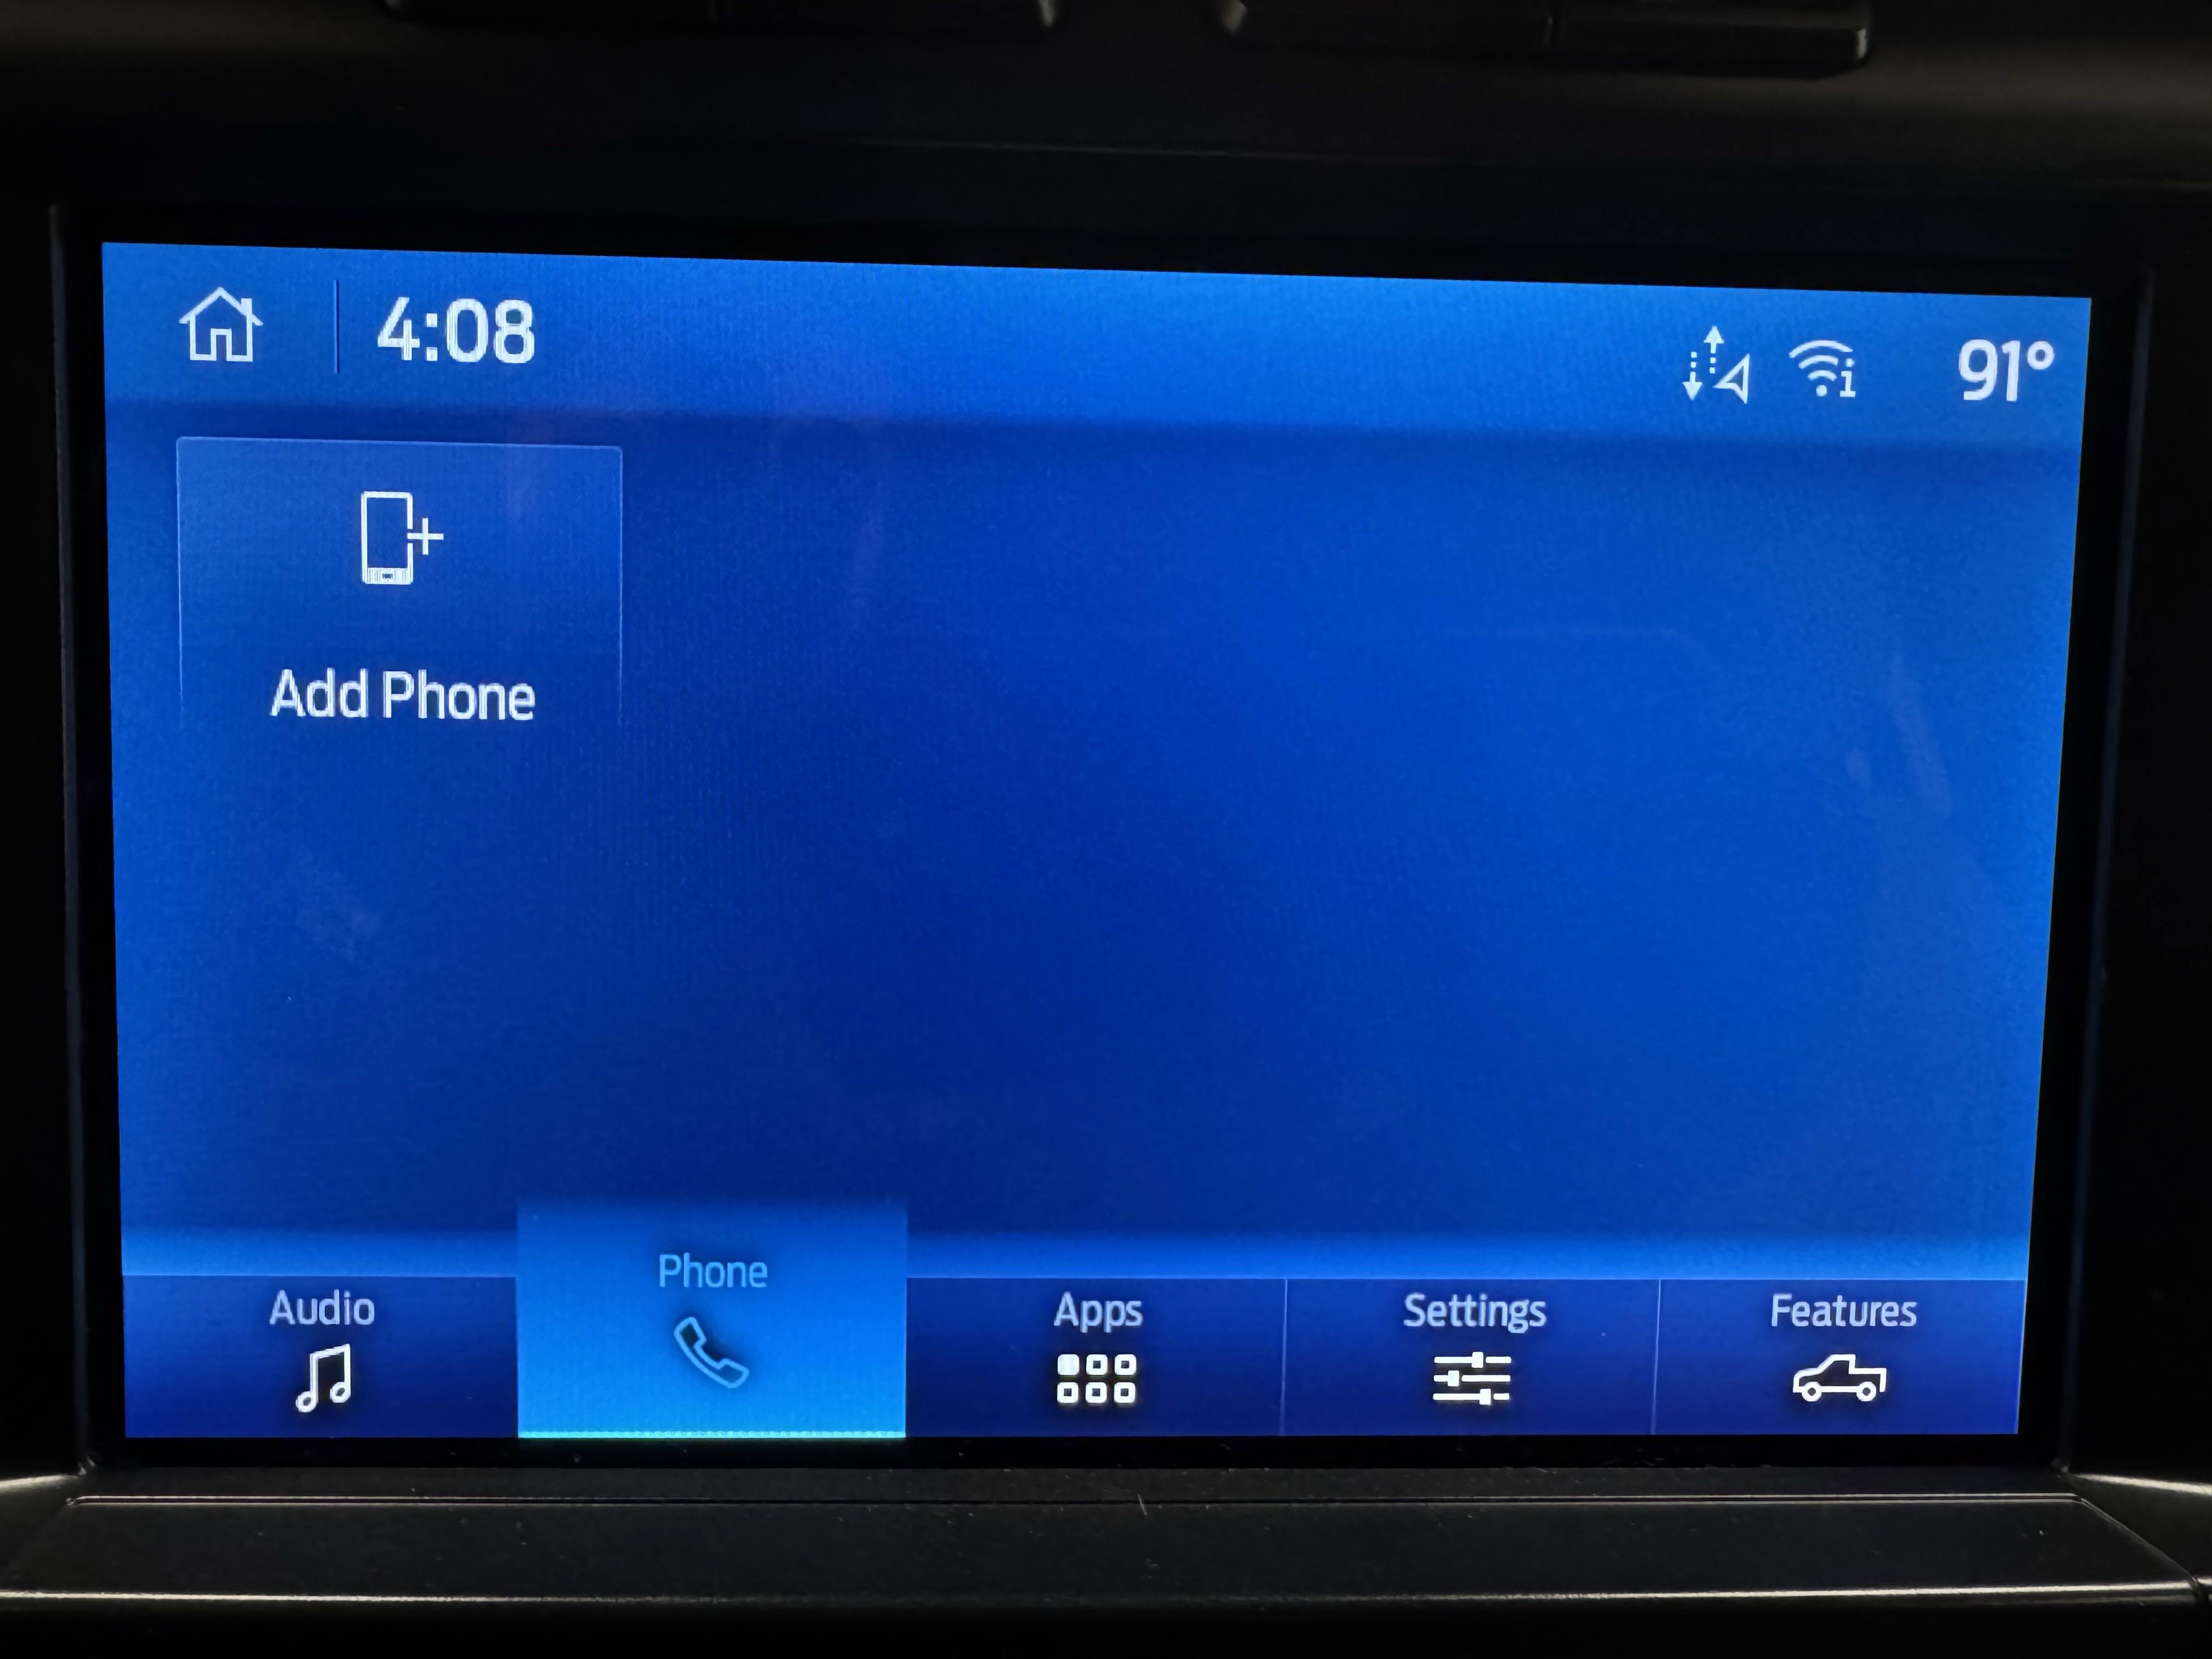 4:08
91°
Add Phone
Audio
Phone
Apps
Settings
Features